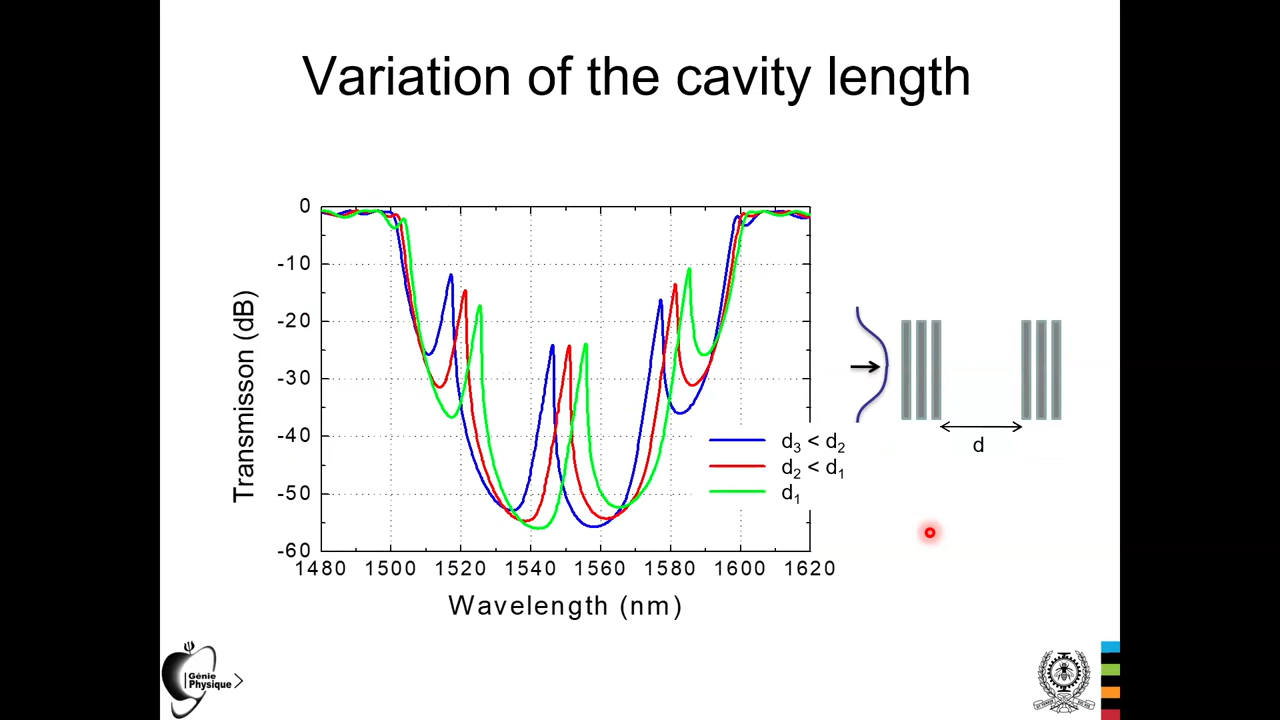 Variation of the cavity length
0
-10
-20
-30
-40
-50
-60
Transmisson (dB)
1480 1500 1520 1540 1560 1580 1600 1620
Wavelength (nm)
d3 < d2
d2 < d1
d1
d
Génie
Physique